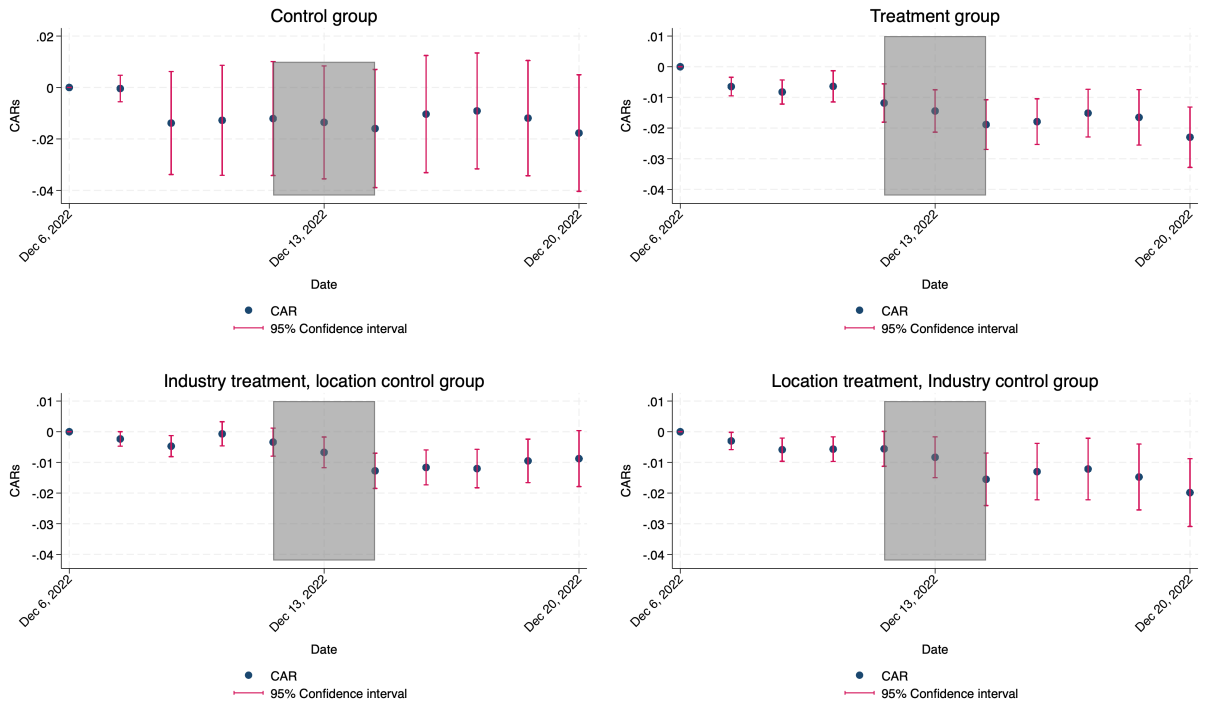 Control group
.02
0
-.02
-.04
CARs
Dec 6, 2022
Dec 13, 2022
Dec 20, 2022
Date
CAR
95% Confidence interval
Treatment group
.01
0
-.01
-.02
-.03
-.04
CARs
Dec 6, 2022
Dec 13, 2022
Dec 20, 2022
Date
CAR
95% Confidence interval
Industry treatment, location control group
.01
0
-.01
-.02
-.03
-.04
CARs
Dec 6, 2022
Dec 13, 2022
Dec 20, 2022
Date
CAR
95% Confidence interval
Location treatment, Industry control group
.01
0
-.01
-.02
-.03
-.04
CARs
Dec 6, 2022
Dec 13, 2022
Dec 20, 2022
Date
CAR
95% Confidence interval